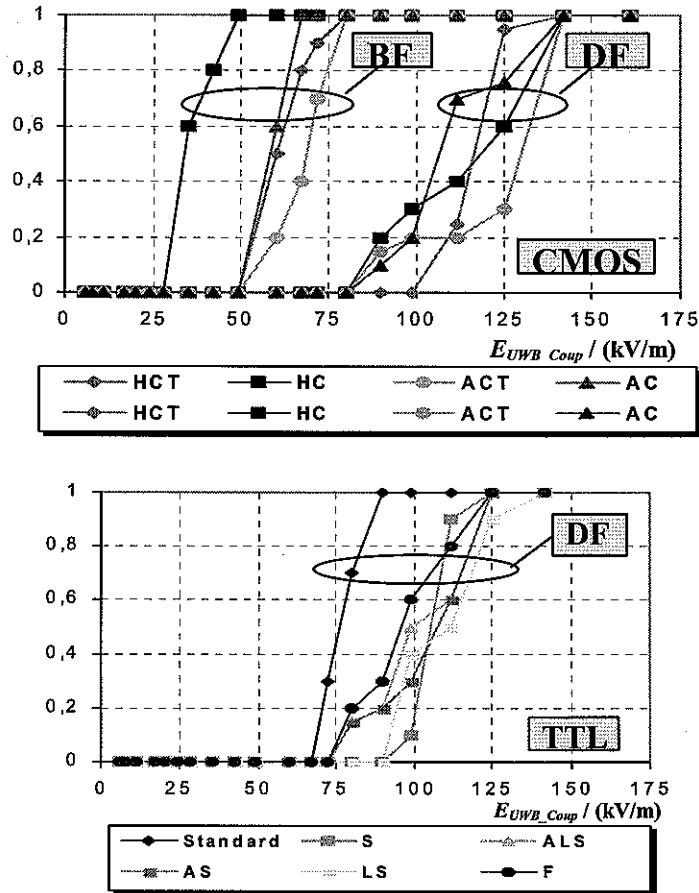 1
0,8
0,6
0,4
0,2
0
BF
DF
CMOS
0 25 50 75 100 125 150 175
E_UWB_Coup / (kV/m)
HCT HC ACT AC
HCT HC ACT AC
1
0,8
0,6
0,4
0,2
0
DF
TTL
0 25 50 75 100 125 150 175
E_UWB_Coup / (kV/m)
Standard S ALS
AS LS F